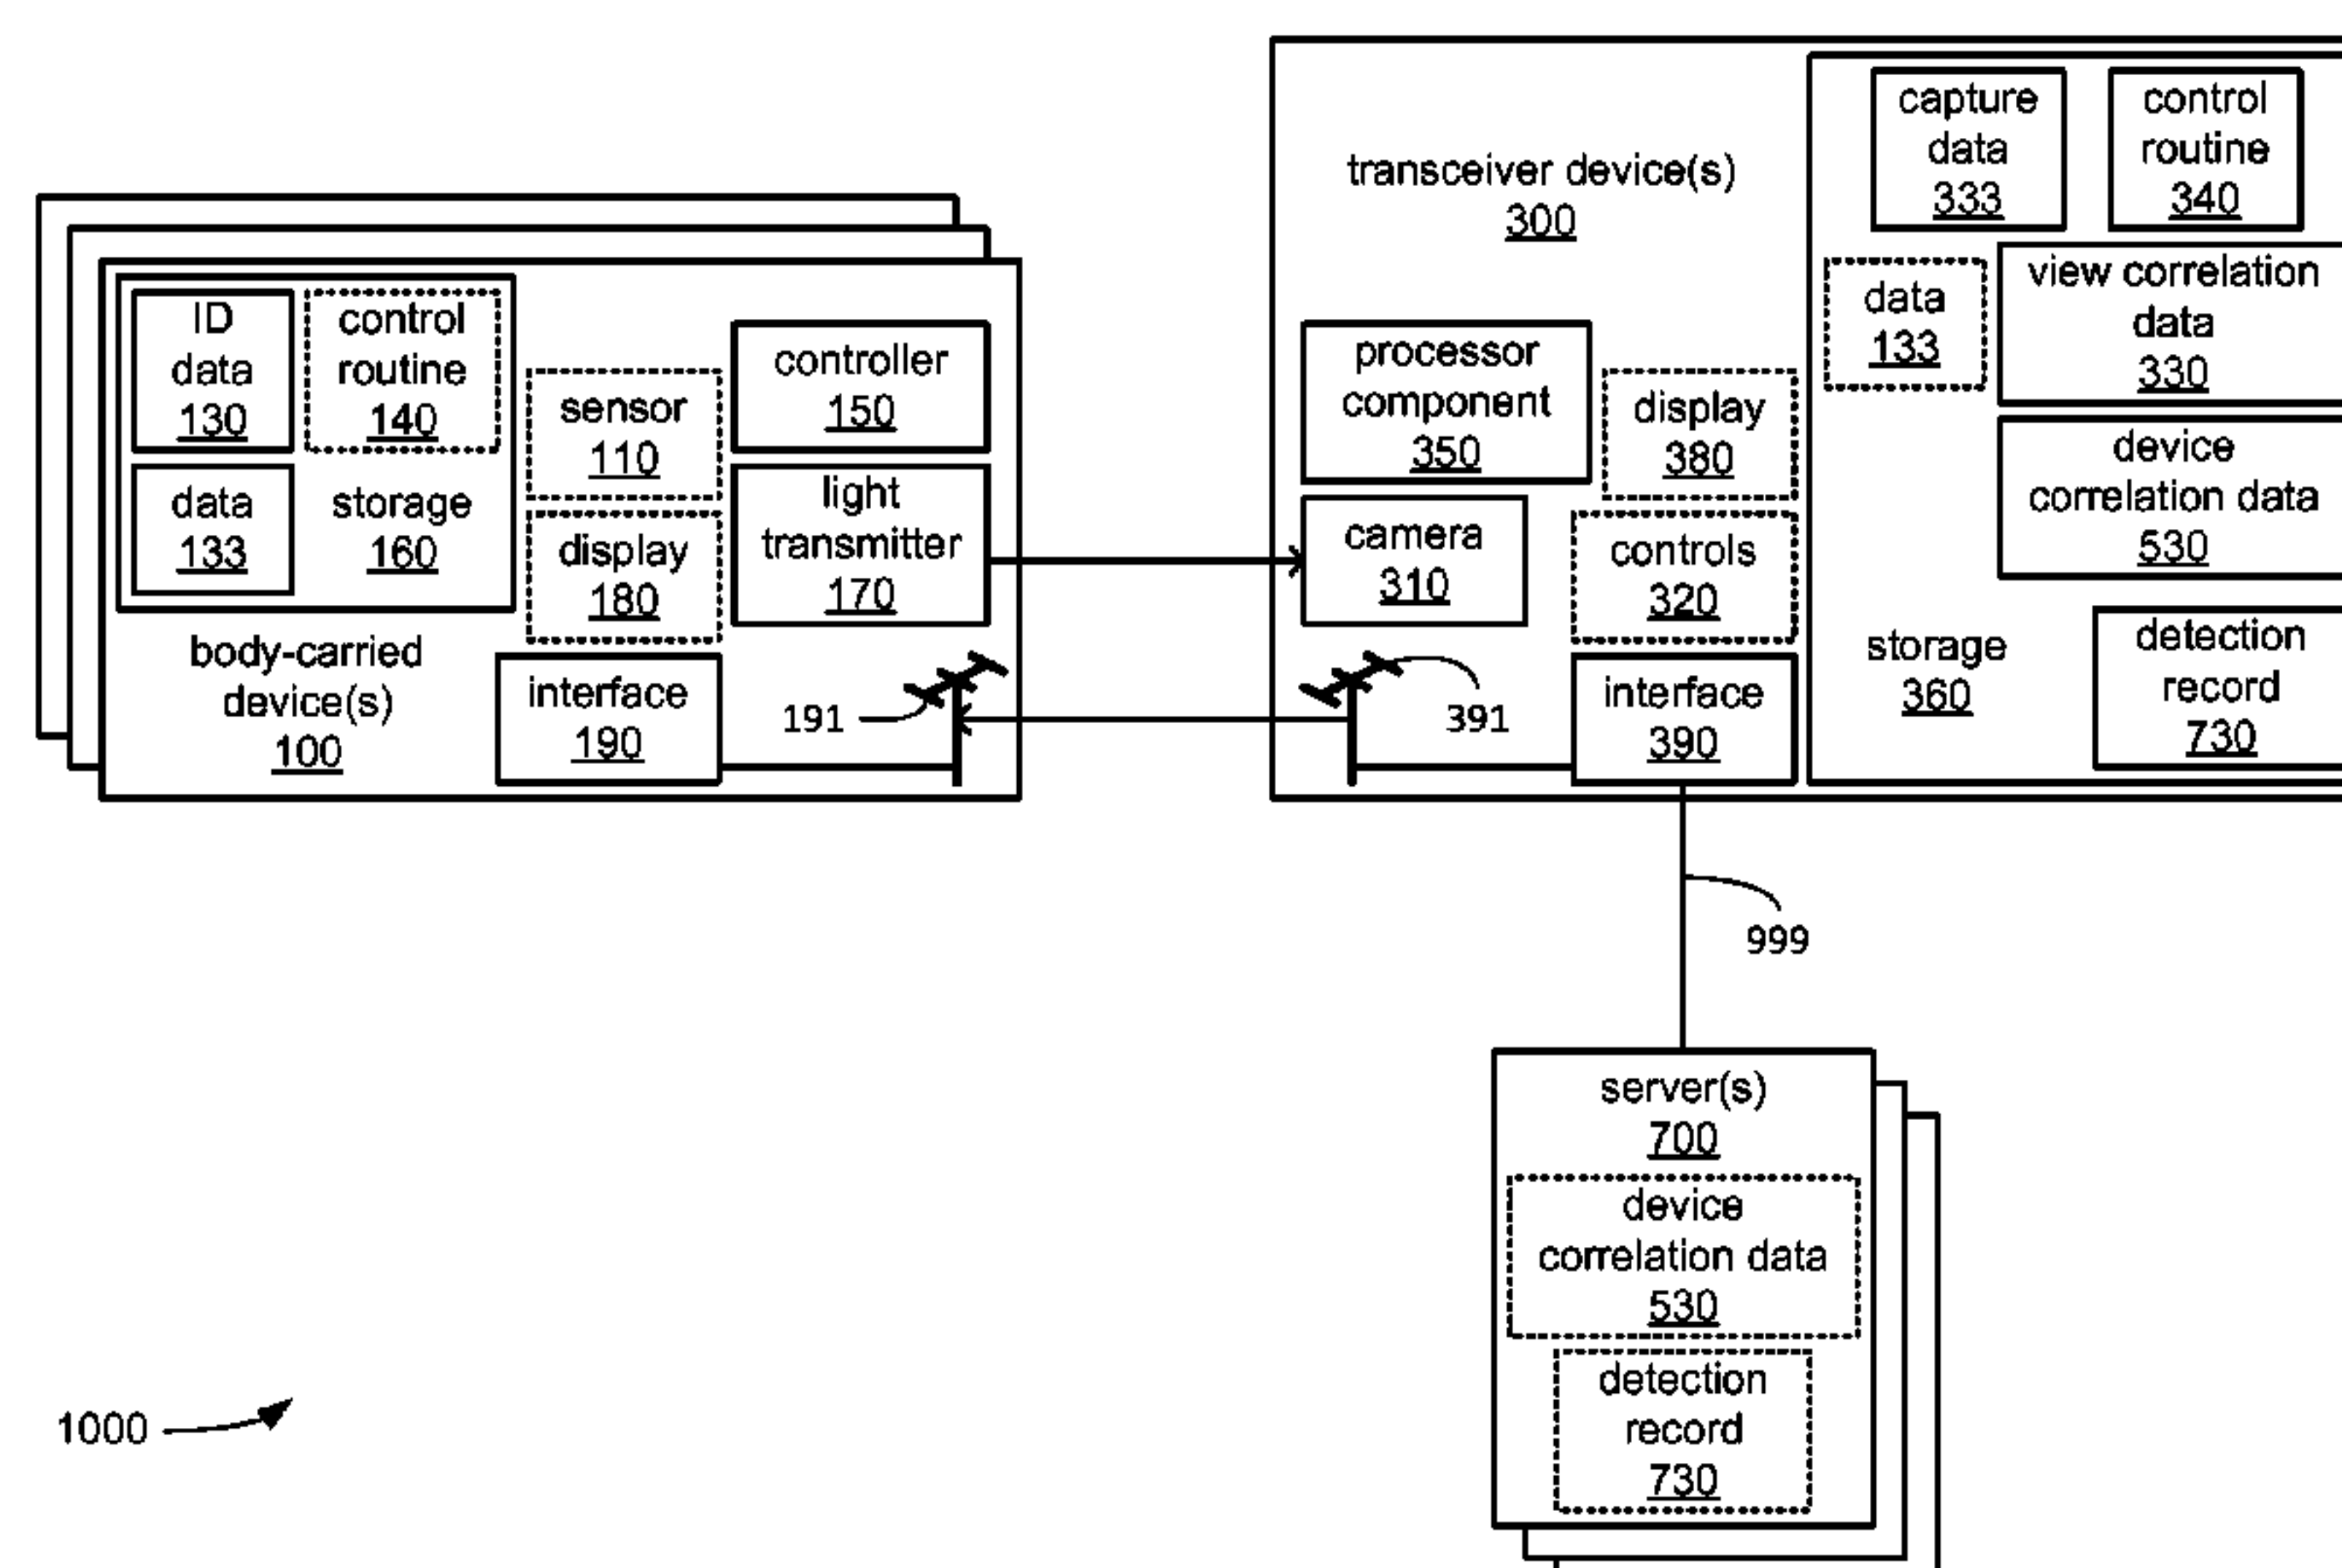 ID
data
130
control
routine
140
data
133
storage
160
sensor
110
display
180
controller
150
light
transmitter
170
body-carried
device(s)
100
interface
190
191
transceiver device(s)
300
processor
component
350
display
380
camera
310
controls
320
391
interface
390
capture
data
333
control
routine
340
data
133
view correlation
data
330
device
correlation data
530
storage
360
detection
record
730
999
server(s)
700
device
correlation data
530
detection
record
730
1000